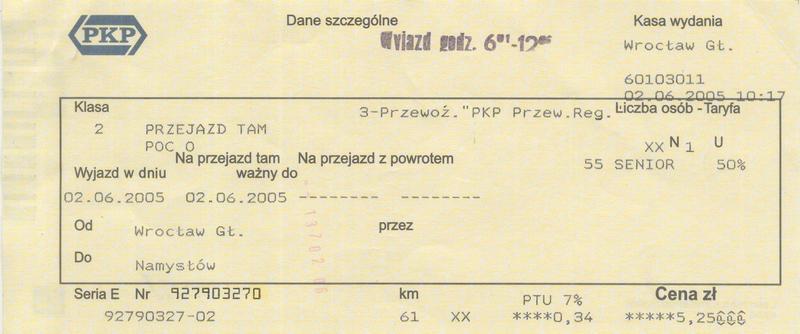 PKP
Dane szczególne
Kasa wydania
Wyjazd godz. 6⁰¹-12⁰⁰
Wrocław Gł.
60103011
02.06.2005 10:17
Klasa
3-Przewoź."PKP Przew.Reg.
Liczba osób - Taryfa
2 PRZEJAZD TAM
XX N 1 U
POC O
55 SENIOR 50%
Na przejazd tam Na przejazd z powrotem
Wyjazd w dniu ważny do
02.06.2005 02.06.2005 -------- --------
Od Wrocław Gł. przez
Do Namysłów
Seria E Nr 927903270 km PTU 7% Cena zł
92790327-02 61 XX ****0,34 *****5,25